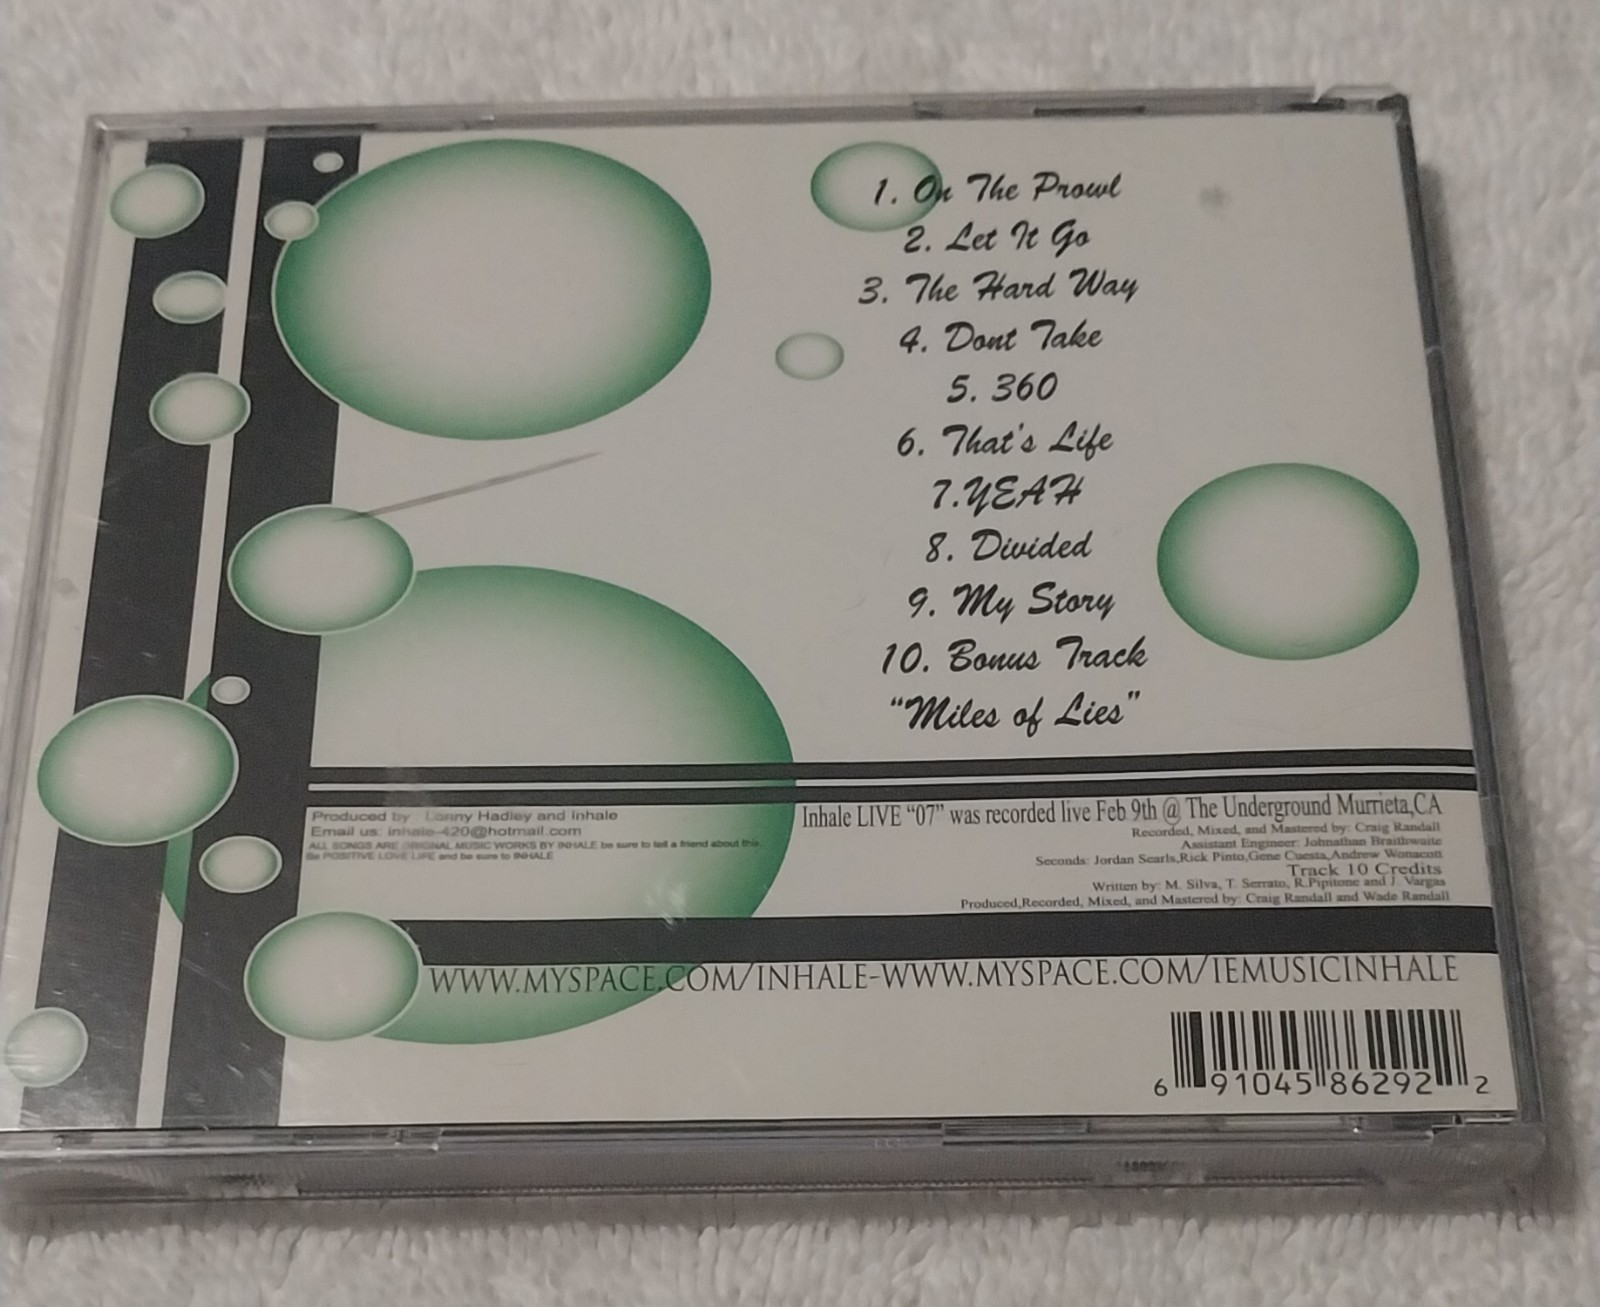 1. On The Prowl
2. Let It Go
3. The Hard Way
4. Dont Take
5. 360
6. That's Life
7.YEAH
8. Divided
9. My Story
10. Bonus Track
“Miles of Lies”
Produced by Lonny Hadley and inhale
Email us: inhale-420@hotmail.com
ALL SONGS ARE ORIGINAL MUSIC WORKS BY INHALE be sure to tell a friend about this.
Be POSITIVE LOVE LIFE and be sure to INHALE
Inhale LIVE “07” was recorded live Feb 9th @ The Underground Murrieta,CA
Recorded, Mixed, and Mastered by: Craig Randall
Assistant Engineer: Johnathan Braithwaite
Seconds: Jordan Searls,Rick Pinto,Gene Cuesta,Andrew Wonacott
Track 10 Credits
Written by: M. Silva, T. Serrato, R.Pipitone and J. Vargas
Produced,Recorded, Mixed, and Mastered by: Craig Randall and Wade Randall
WWW.MYSPACE.COM/INHALE-WWW.MYSPACE.COM/IEMUSICINHALE
6 91045 86292 2